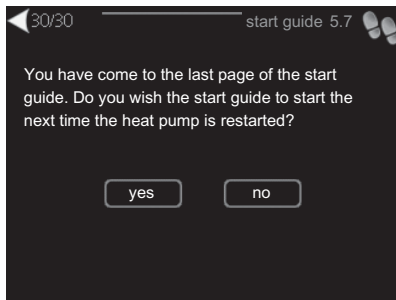 30/30
start guide 5.7
You have come to the last page of the start
guide. Do you wish the start guide to start the
next time the heat pump is restarted?
yes
no